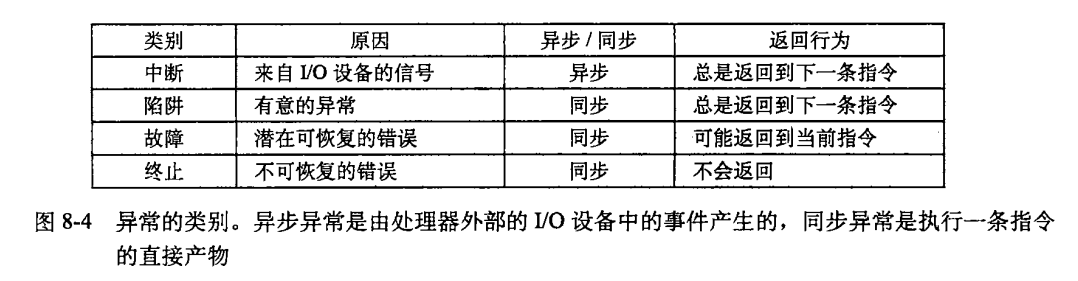 类别 原因 异步/同步 返回行为
中断 来自 I/O 设备的信号 异步 总是返回到下一条指令
陷阱 有意的异常 同步 总是返回到下一条指令
故障 潜在可恢复的错误 同步 可能返回到当前指令
终止 不可恢复的错误 同步 不会返回
图 8-4 异常的类别。异步异常是由处理器外部的 I/O 设备中的事件产生的，同步异常是执行一条指令
的直接产物